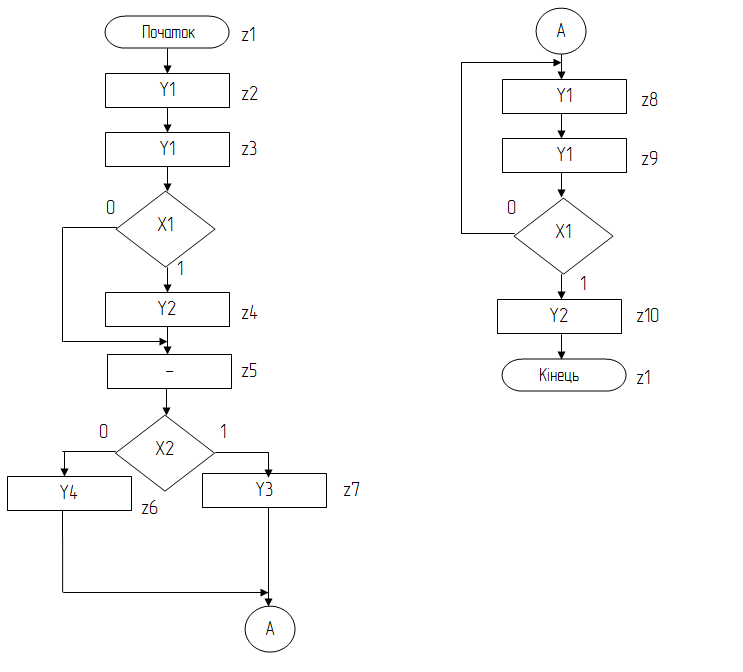 Початок z1
Y1 z2
Y1 z3
0 X1
1
Y2 z4
– z5
0 X2 1
Y4 z6
Y3 z7
A
A
Y1 z8
Y1 z9
0 X1
1
Y2 z10
Кінець z1